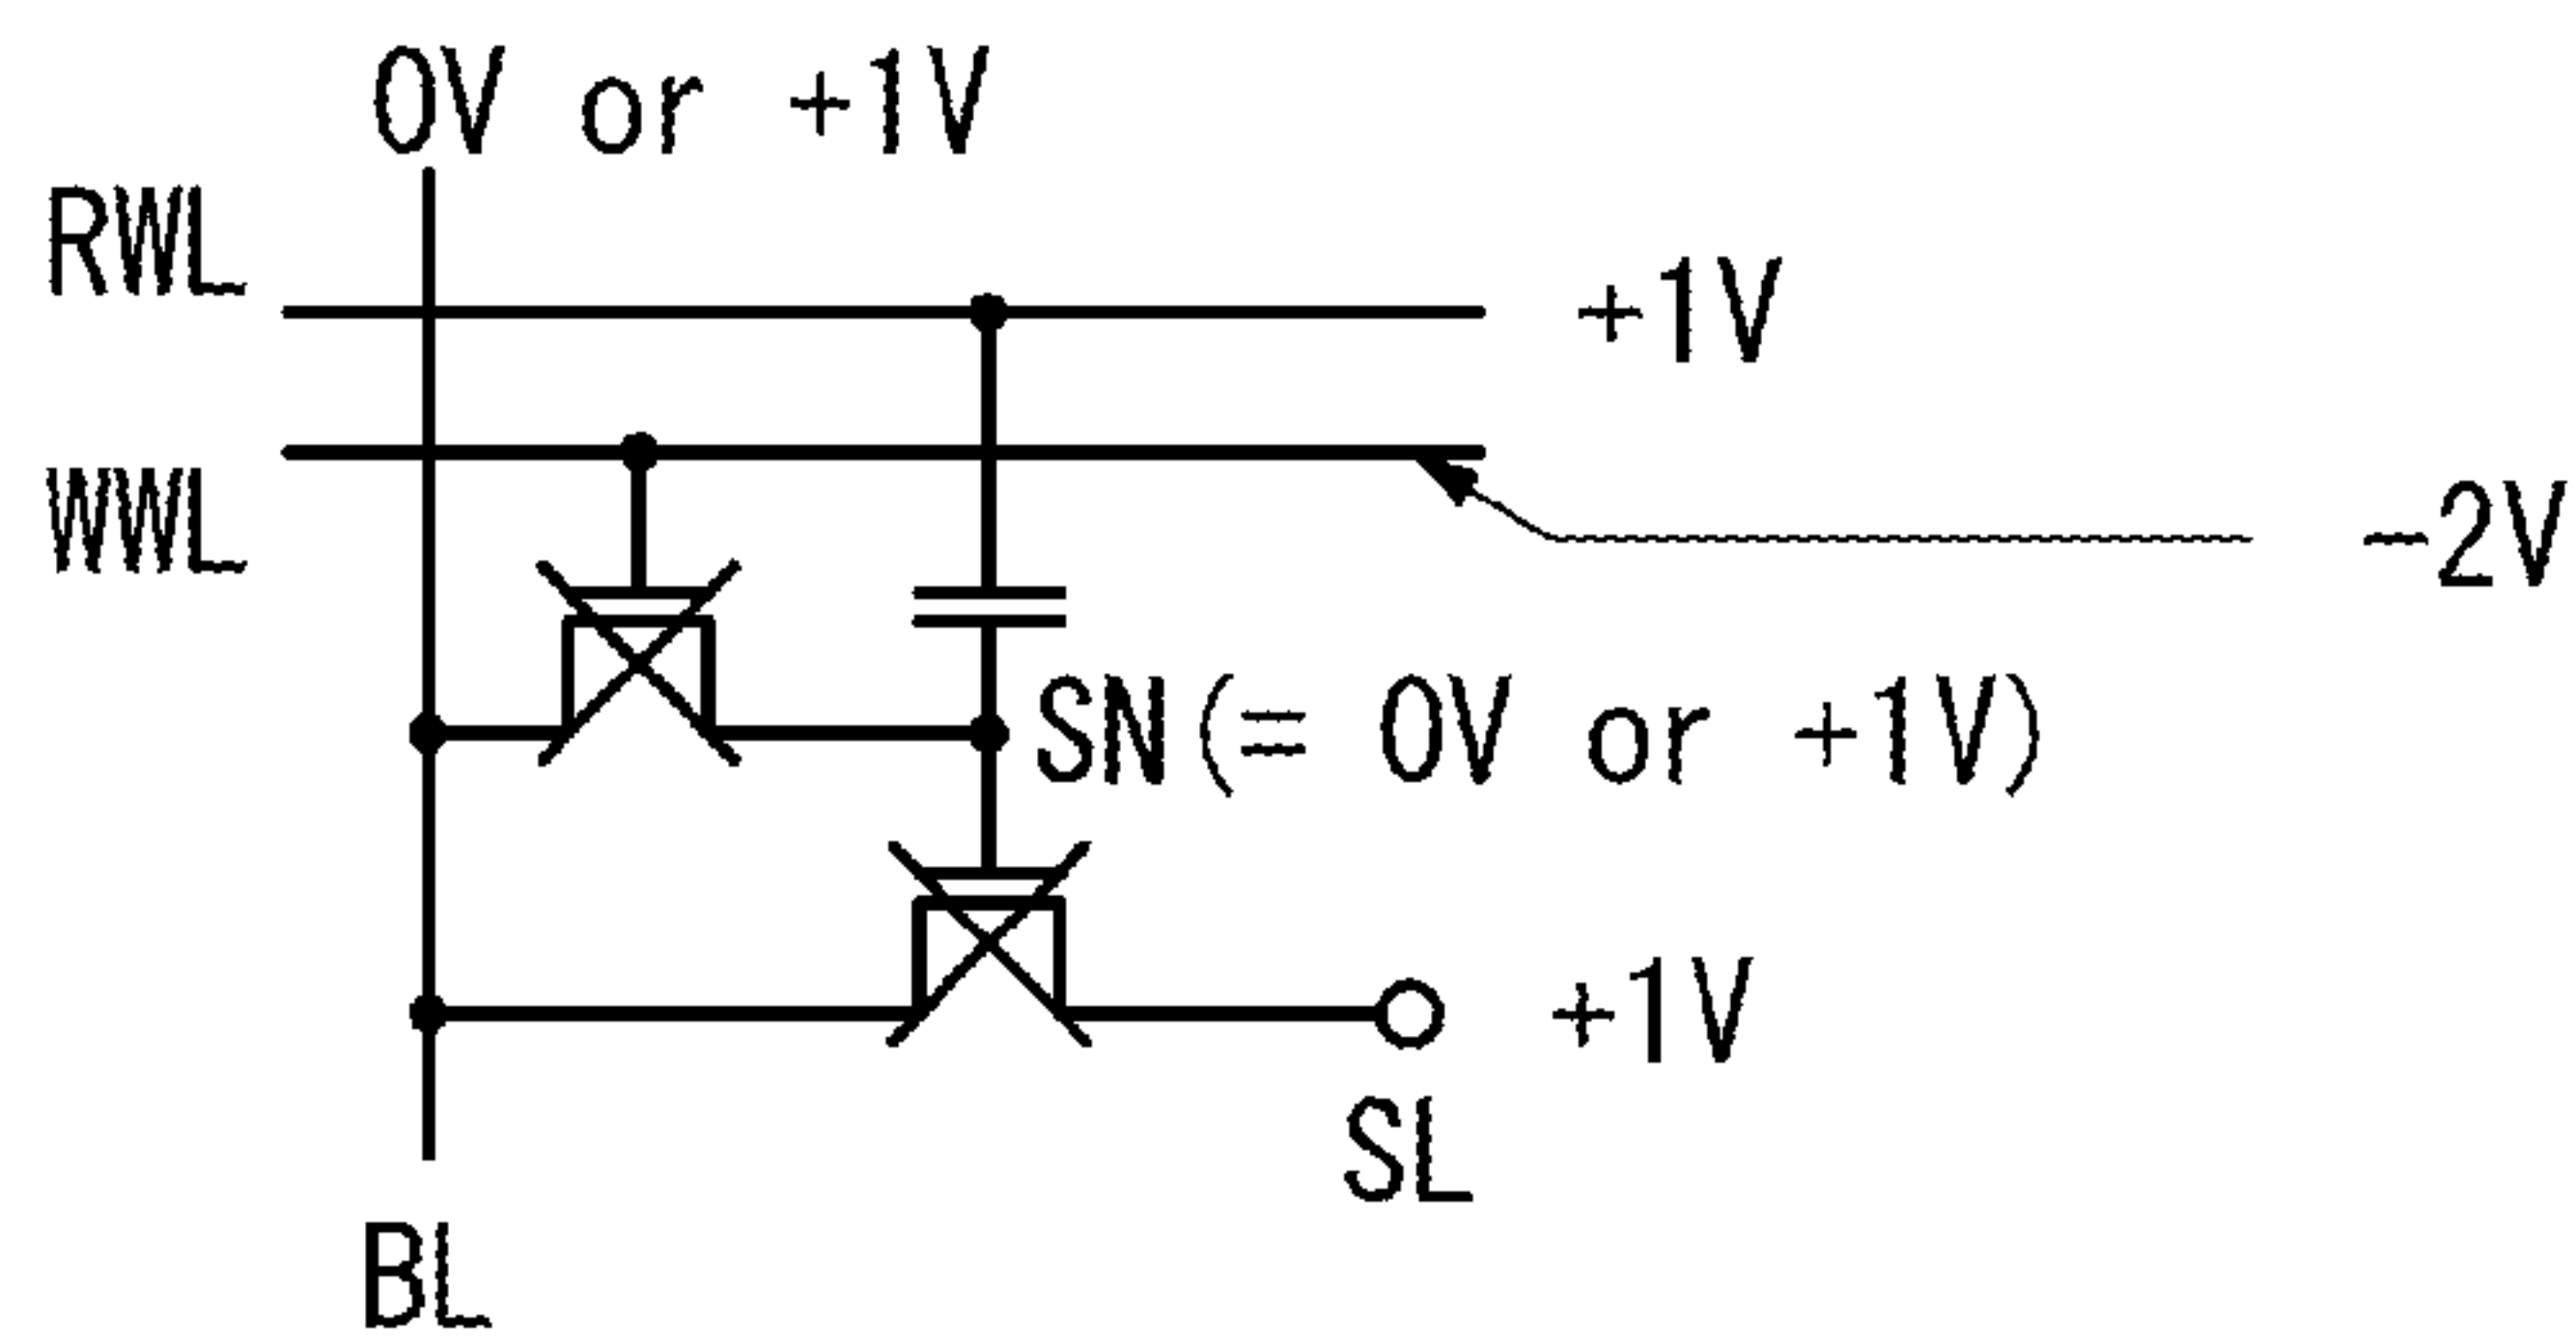 0V or +1V
RWL
+1V
WWL
-2V
SN(= 0V or +1V)
+1V
SL
BL